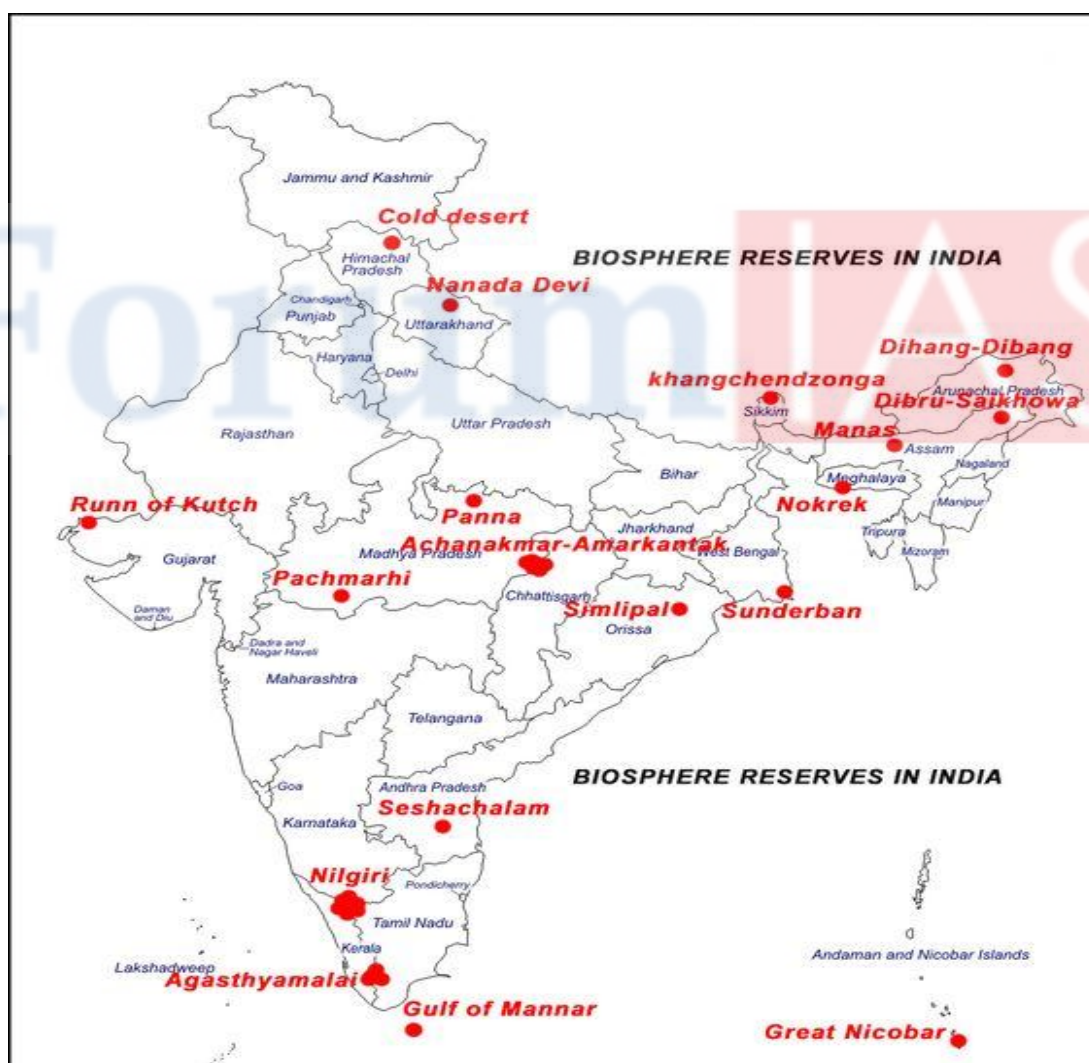 Jammu and Kashmir
Cold desert
Himachal
Pradesh
BIOSPHERE RESERVES IN INDIA
Nanada Devi
Chandigarh
Punjab
Uttarakhand
Haryana
Delhi
Dihang-Dibang
khangchendzonga
Arunachal Pradesh
Dibru-Saikhowa
Sikkim
Rajasthan
Uttar Pradesh
Manas
Assam
Nagaland
Bihar
Meghalaya
Runn of Kutch
Panna
Nokrek
Manipur
Jharkhand
Tripura
Achanakmar-Amarkantak
Madhya Pradesh
West Bengal
Mizoram
Gujarat
Pachmarhi
Chhattisgarh
Simlipal
Sunderban
Daman
and Diu
Orissa
Dadra and
Nagar Haveli
Maharashtra
Telangana
BIOSPHERE RESERVES IN INDIA
Goa
Andhra Pradesh
Seshachalam
Karnataka
Nilgiri
Pondicherry
Tamil Nadu
Kerala
Lakshadweep
Agasthyamalai
Andaman and Nicobar Islands
Gulf of Mannar
Great Nicobar
Forum IAS